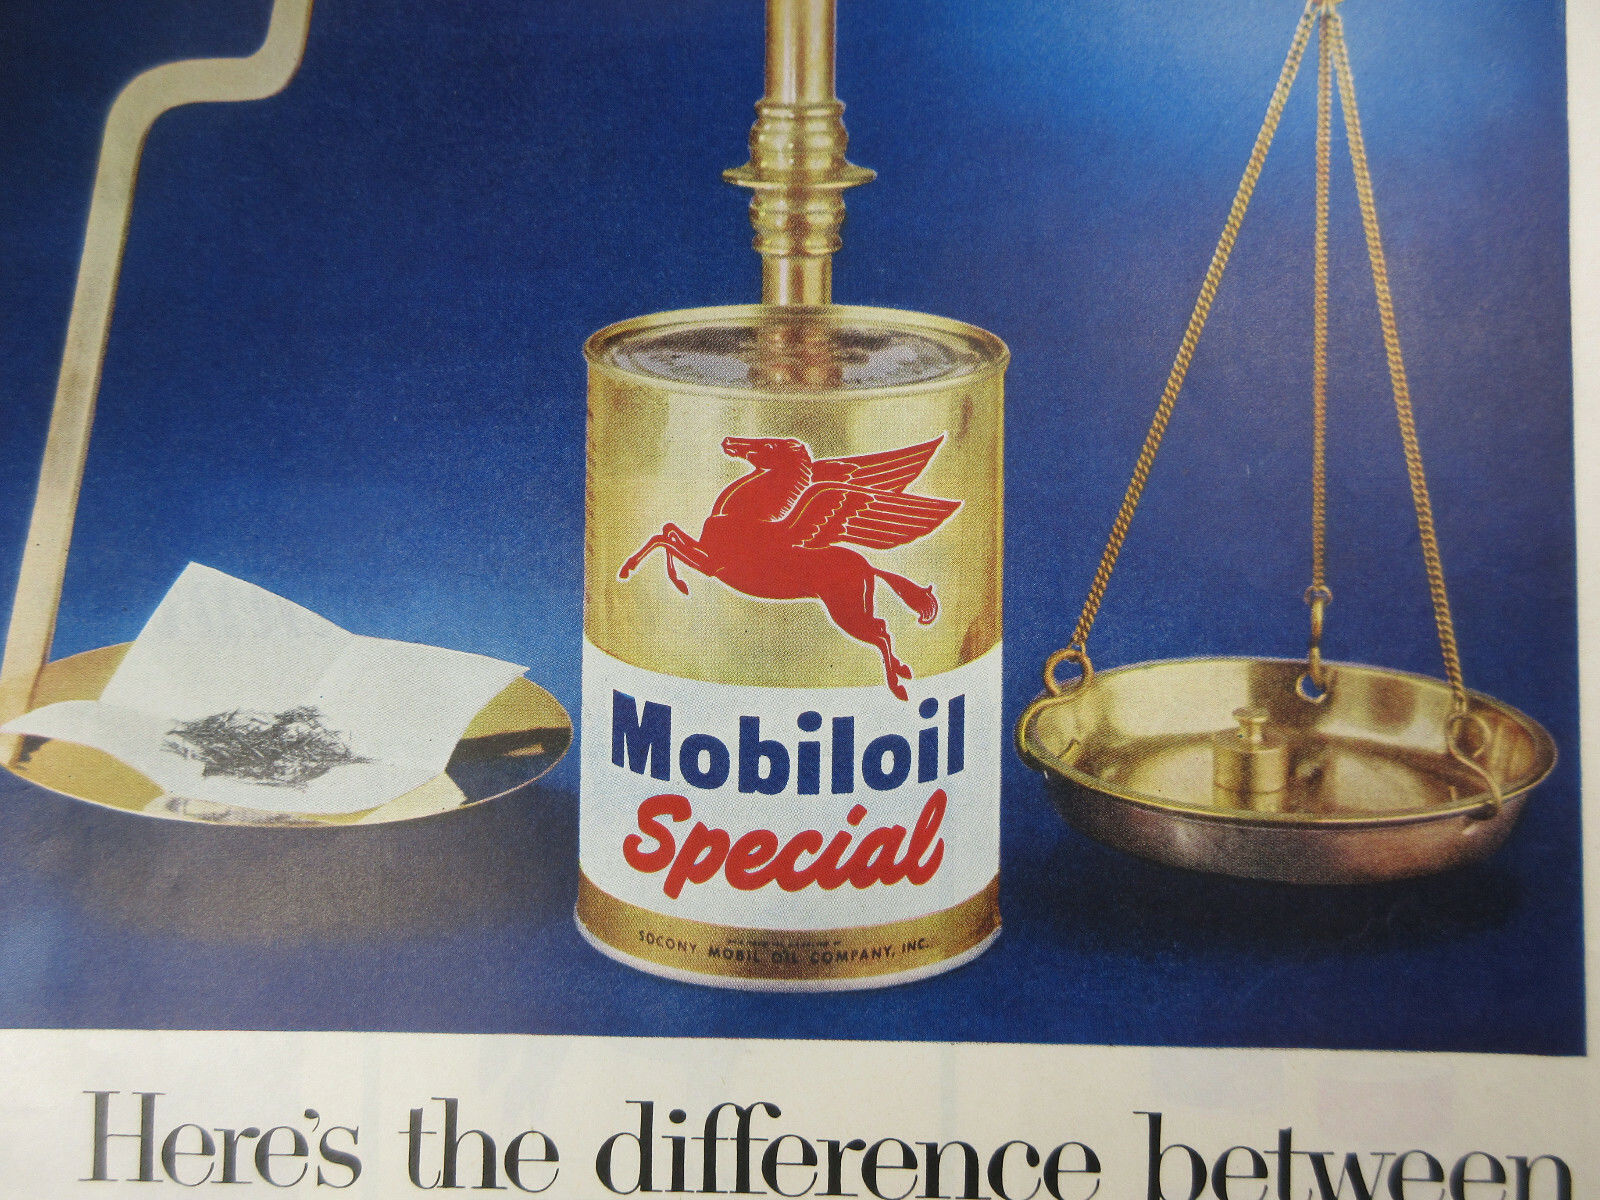 Mobiloil
Special
SOCONY MOBIL OIL COMPANY, INC.
Here's the difference between